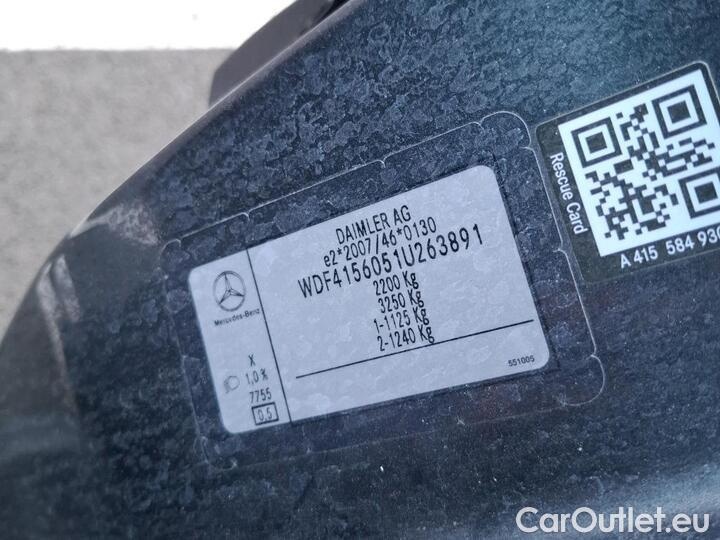 DAIMLER AG
e2*2007/46*0130
WDF4156051U263891
2200 Kg
3250 Kg
1-1125 Kg
2-1240 Kg
Mercedes-Benz
X
1,0 %
7755
0,5
551005
Rescue Card
A 415 584 930
CarOutlet.eu